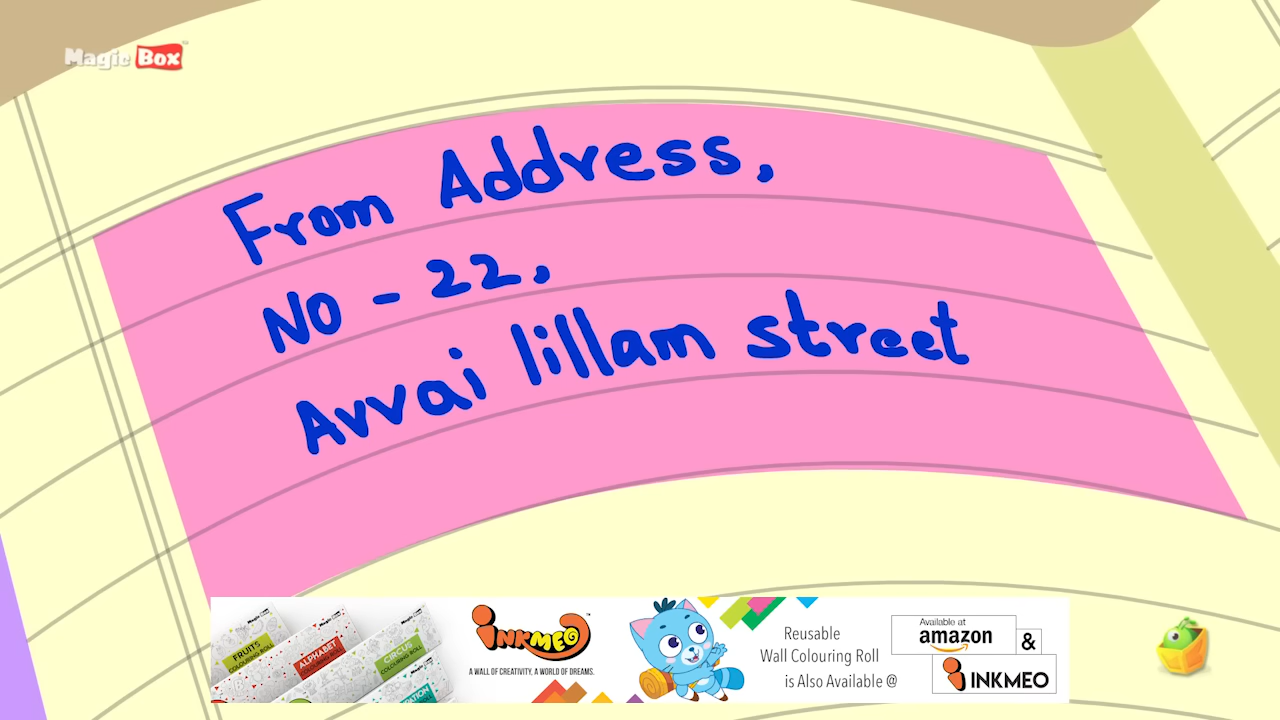 Magic Box
From Address,
NO - 22,
Avvai lillam street
FRUITS
COLOURING ROLL
ALPHABET
COLOURING ROLL
CIRCUS
COLOURING ROLL
INKMEO
A WALL OF CREATIVITY, A WORLD OF DREAMS.
Reusable
Wall Colouring Roll
is Also Available @
Available at
amazon
&
INKMEO